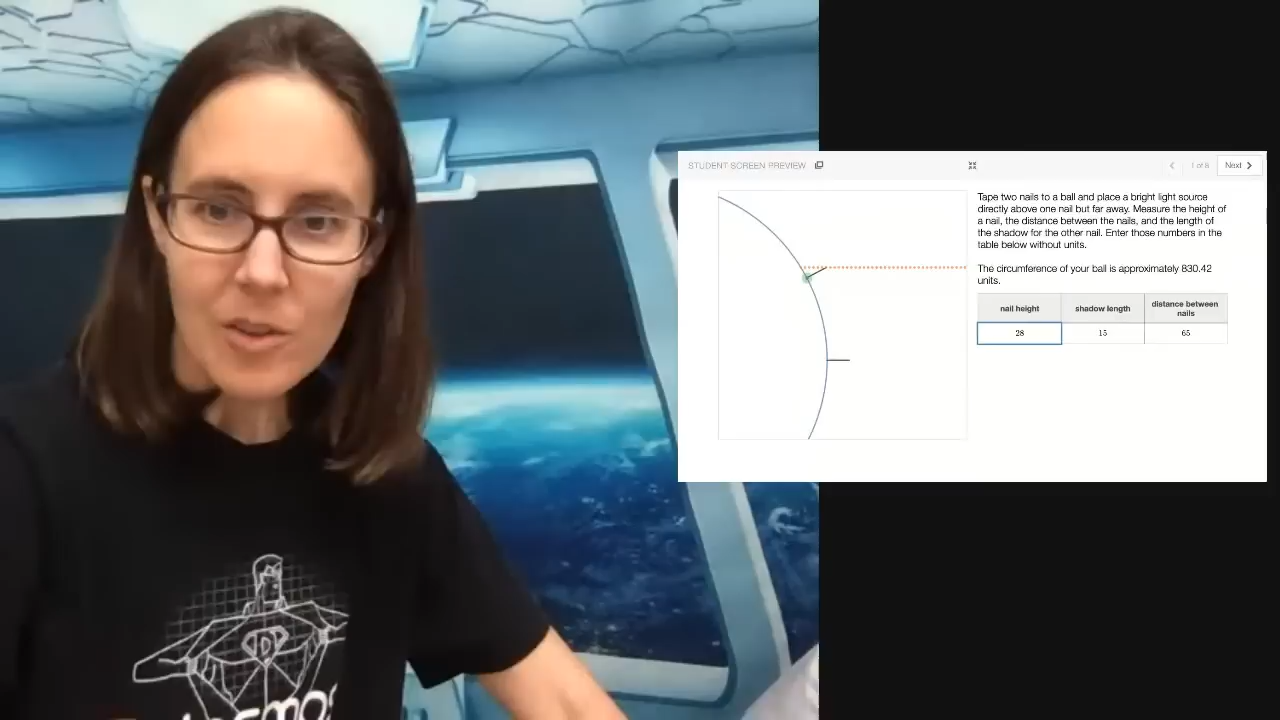 STUDENT SCREEN PREVIEW
1 of 8
Next
Tape two nails to a ball and place a bright light source
directly above one nail but far away. Measure the height of
a nail, the distance between the nails, and the length of
the shadow for the other nail. Enter those numbers in the
table below without units.
The circumference of your ball is approximately 830.42
units.
nail height shadow length distance between
nails
28 15 65
D